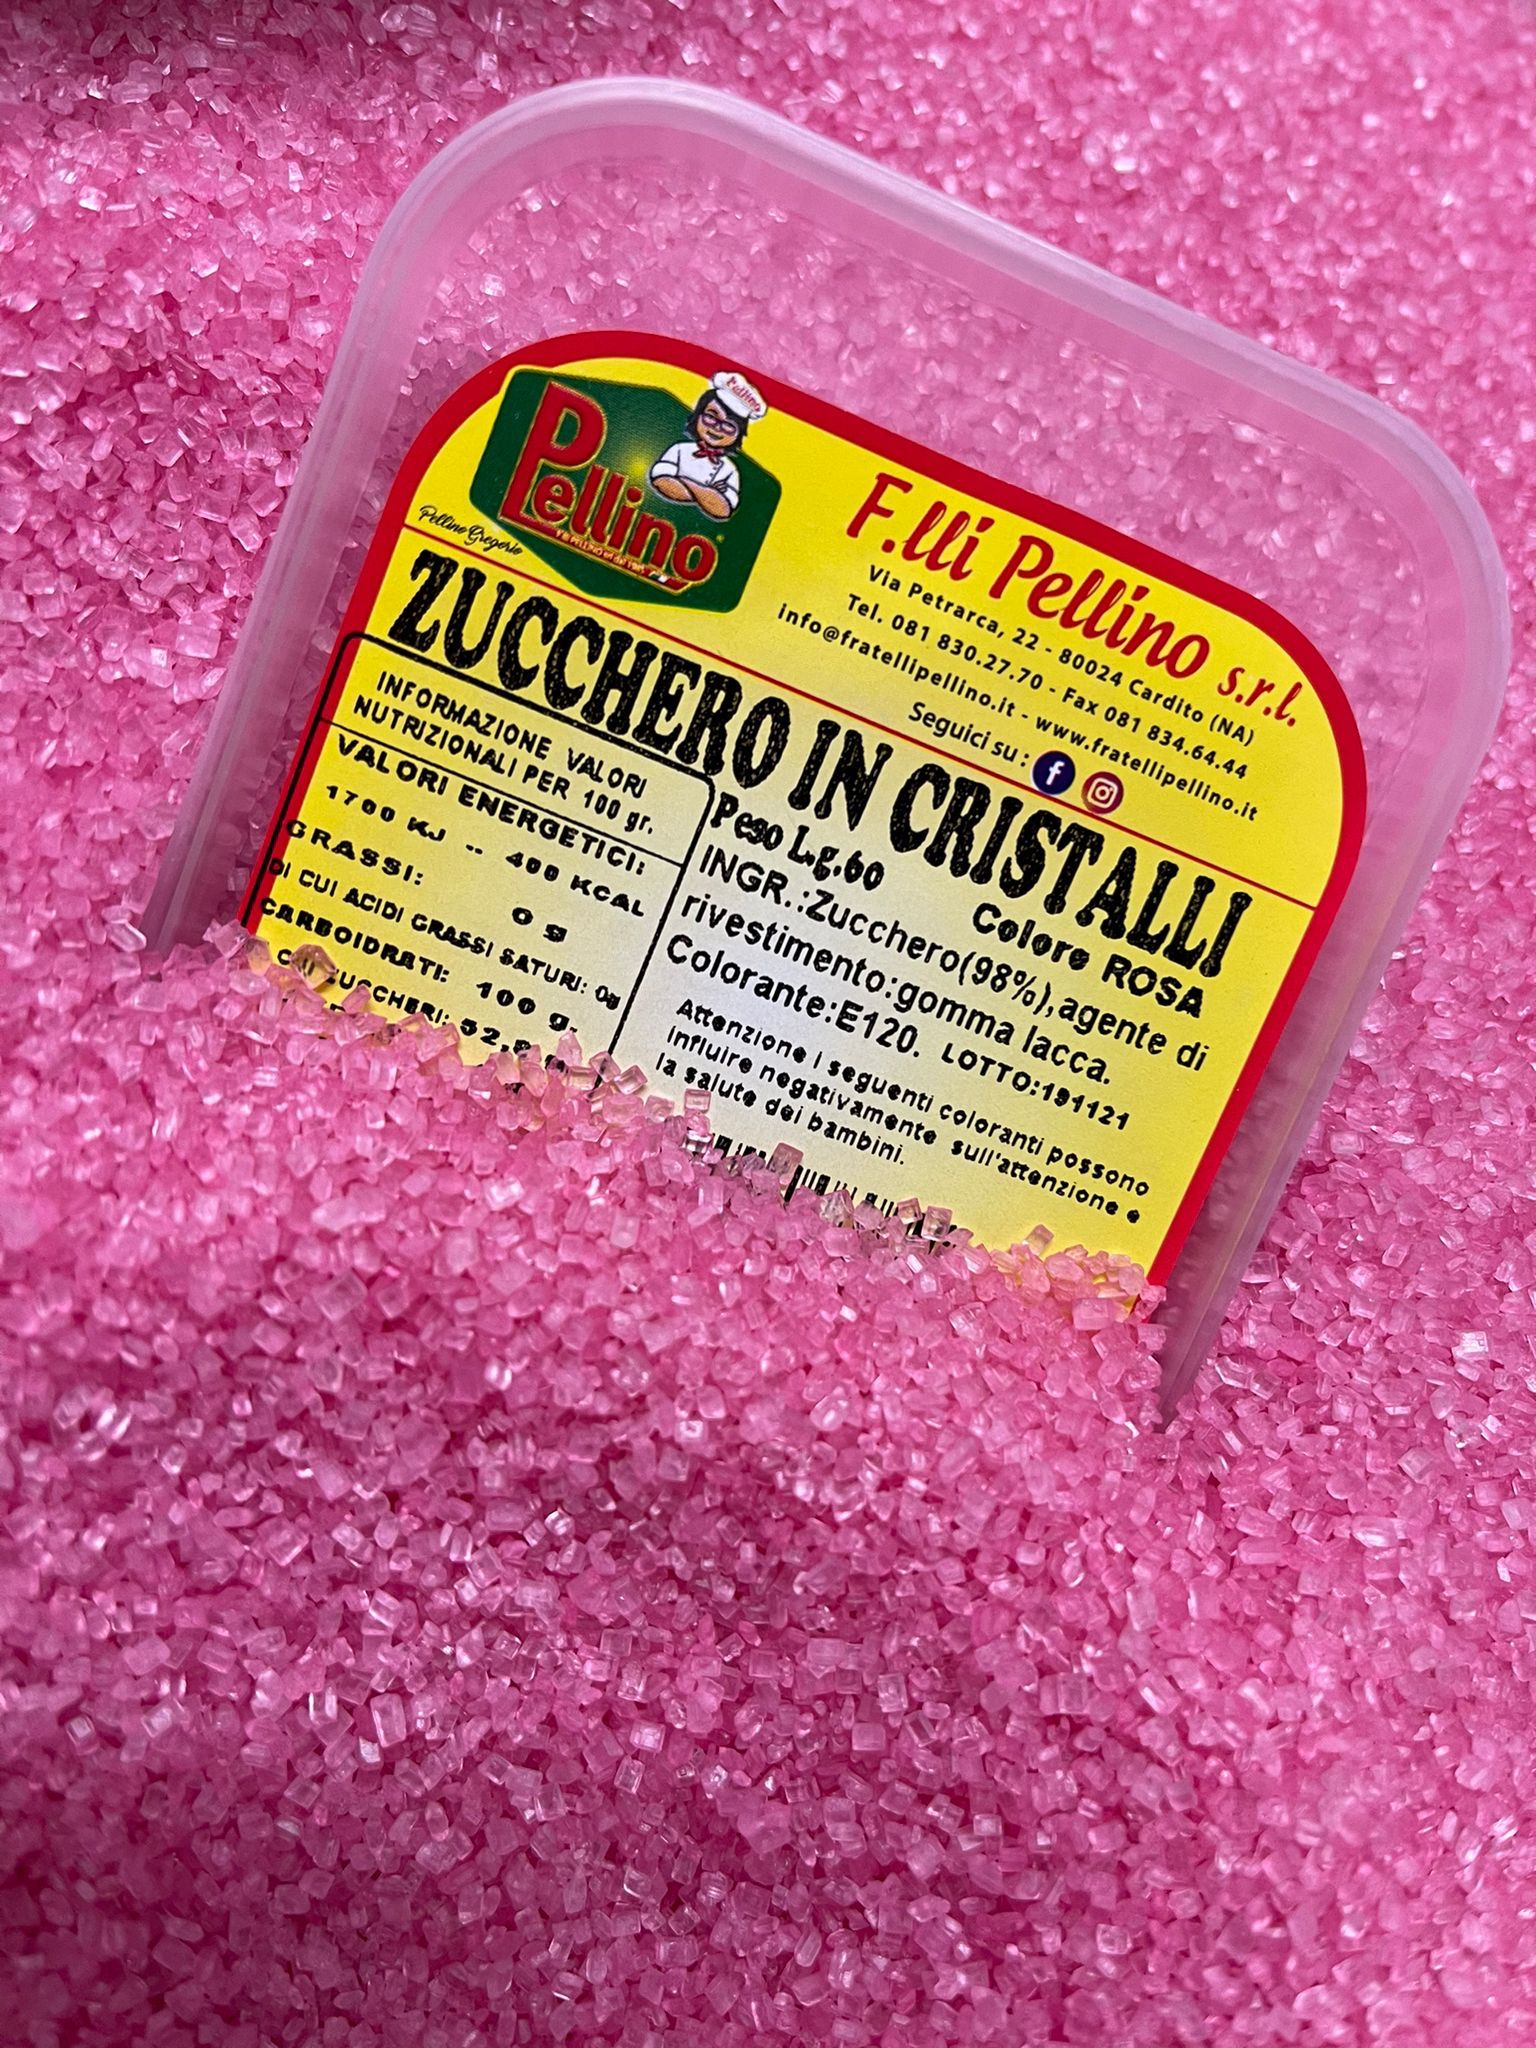 Pellino
Pellino
Pellino Gregorio
F.lli Pellino s.r.l.
Via Petrarca, 22 - 80024 Cardito (NA)
Tel. 081 830.27.70 - Fax 081 834.64.44
info@fratellipellino.it - www.fratellipellino.it
Seguici su :
ZUCCHERO IN CRISTALLI
INFORMAZIONE VALORI
NUTRIZIONALI PER 100 gr.
VALORI ENERGETICI:
1700 KJ -- 400 KCAL
GRASSI: 0 g
DI CUI ACIDI GRASSI SATURI: 0g
CARBOIDRATI: 100 g.
CUI ZUCCHERI:
Peso L.g.60
Colore ROSA
INGR.:Zucchero(98%),agente di
rivestimento:gomma lacca.
Colorante:E120. LOTTO:191121
Attenzione i seguenti coloranti possono
influire negativamente sull'attenzione e
la salute dei bambini.